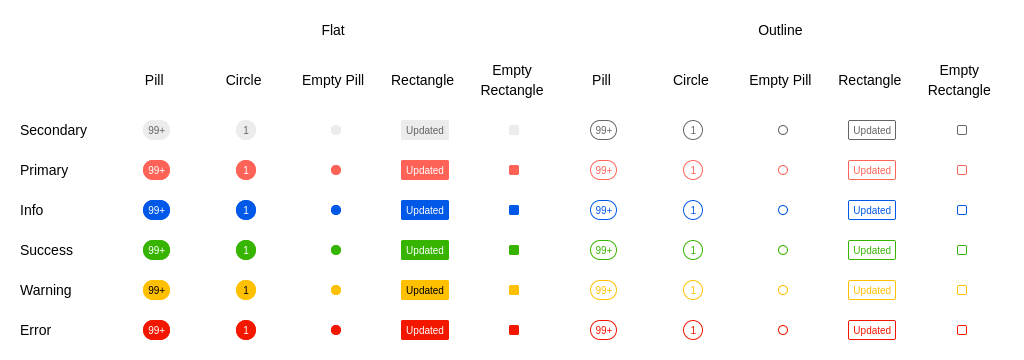 Flat Outline
Pill Circle Empty Pill Rectangle Empty Rectangle Pill Circle Empty Pill Rectangle Empty Rectangle
Secondary 99+ 1 Updated 99+ 1 Updated
Primary 99+ 1 Updated 99+ 1 Updated
Info 99+ 1 Updated 99+ 1 Updated
Success 99+ 1 Updated 99+ 1 Updated
Warning 99+ 1 Updated 99+ 1 Updated
Error 99+ 1 Updated 99+ 1 Updated